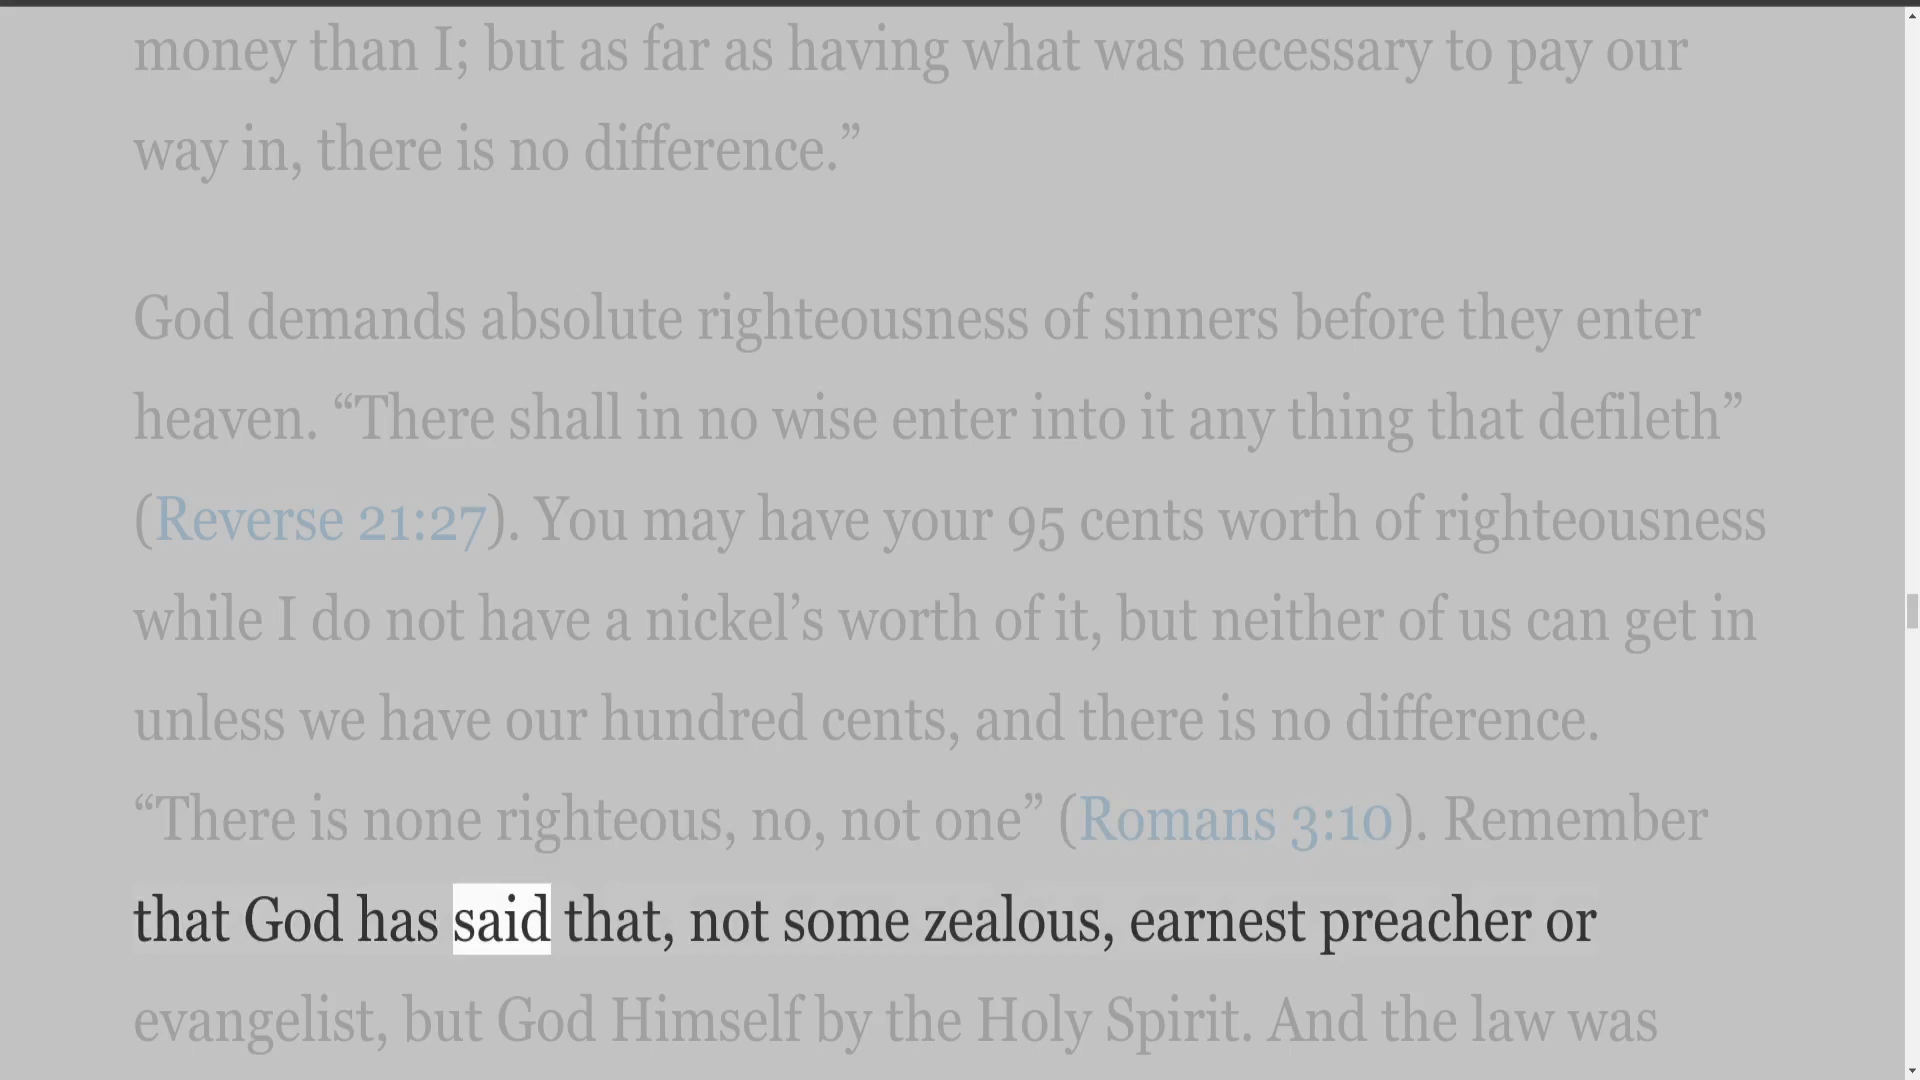 money than I; but as far as having what was necessary to pay our
way in, there is no difference.”
God demands absolute righteousness of sinners before they enter
heaven. “There shall in no wise enter into it any thing that defileth”
(Reverse 21:27). You may have your 95 cents worth of righteousness
while I do not have a nickel’s worth of it, but neither of us can get in
unless we have our hundred cents, and there is no difference.
“There is none righteous, no, not one” (Romans 3:10). Remember
that God has said that, not some zealous, earnest preacher or
evangelist, but God Himself by the Holy Spirit. And the law was